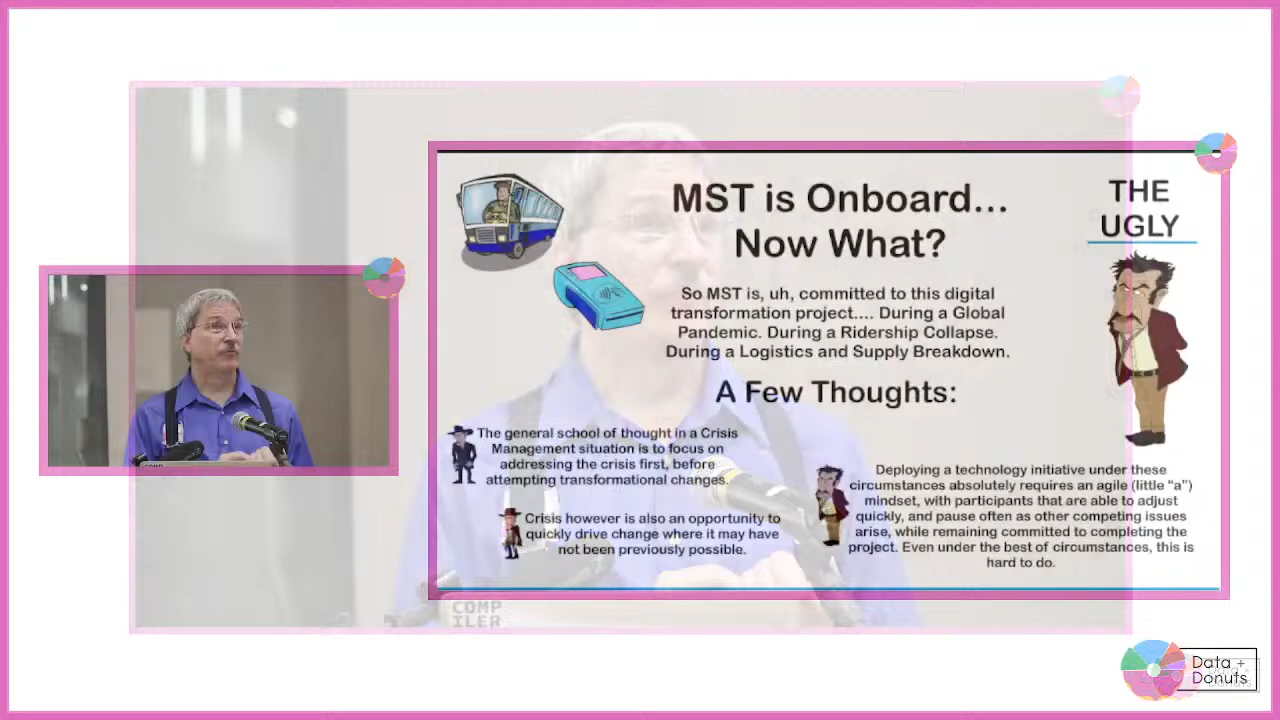 MST is Onboard...
Now What?
THE
UGLY
So MST is, uh, committed to this digital
transformation project.... During a Global
Pandemic. During a Ridership Collapse.
During a Logistics and Supply Breakdown.
A Few Thoughts:
The general school of thought in a Crisis
Management situation is to focus on
addressing the crisis first, before
attempting transformational changes.
Crisis however is also an opportunity to
quickly drive change where it may have
not been previously possible.
Deploying a technology initiative under these
circumstances absolutely requires an agile (little “a”)
mindset, with participants that are able to adjust
quickly, and pause often as other competing issues
arise, while remaining committed to completing the
project. Even under the best of circumstances, this is
hard to do.
COMP
COMP
ILER
Data +
Donuts